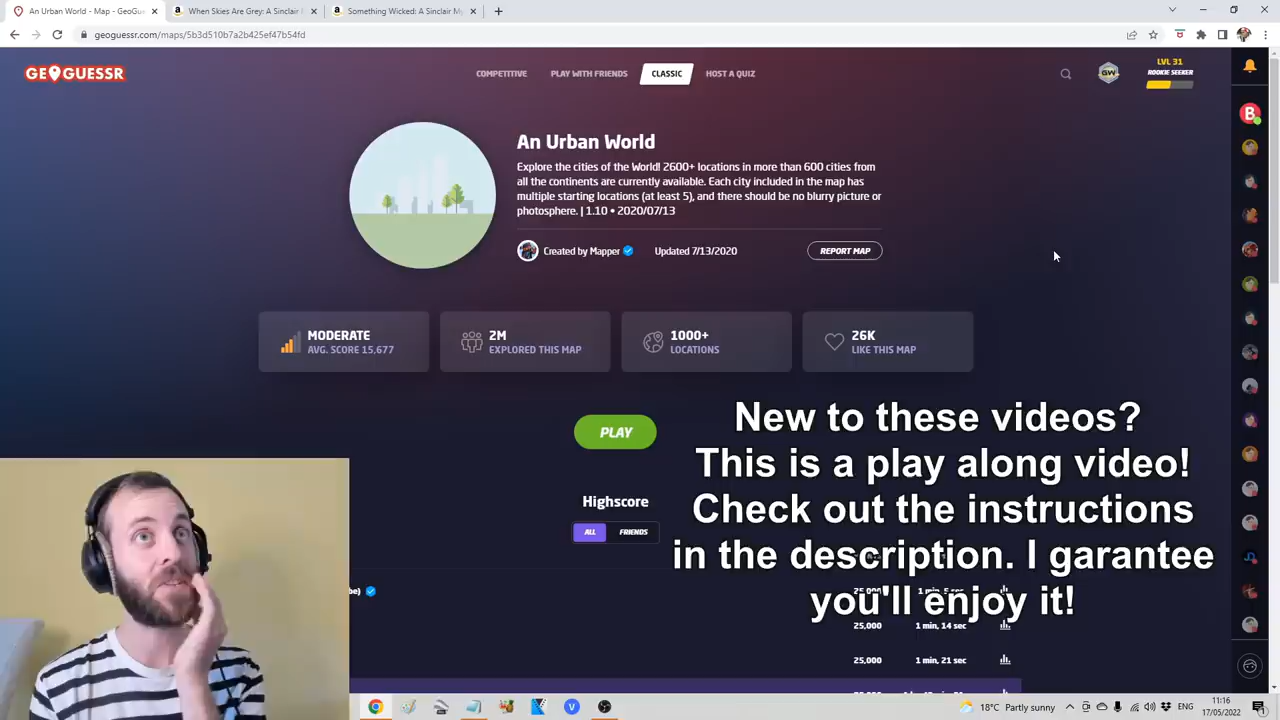 An Urban World - Map - GeoGues
When Skies Are Grey: A Sinclair
Something Wicked: A Sinclair My
geoguessr.com/maps/5b3d510b7a2b425ef47b54fd
GEOGUESSR
COMPETITIVE
PLAY WITH FRIENDS
CLASSIC
HOST A QUIZ
GW
LVL 31
ROOKIE SEEKER
B
An Urban World
Explore the cities of the World! 2600+ locations in more than 600 cities from
all the continents are currently available. Each city included in the map has
multiple starting locations (at least 5), and there should be no blurry picture or
photosphere. | 1.10 • 2020/07/13
Created by Mapper
Updated 7/13/2020
REPORT MAP
MODERATE
AVG. SCORE 15,677
2M
EXPLORED THIS MAP
1000+
LOCATIONS
26K
LIKE THIS MAP
PLAY
New to these videos?
This is a play along video!
Check out the instructions
in the description. I garantee
you'll enjoy it!
Highscore
ALL
FRIENDS
be)
25,000
25,000
1 min, 14 sec
25,000
1 min, 21 sec
18°C Partly sunny
11:16
17/05/2022